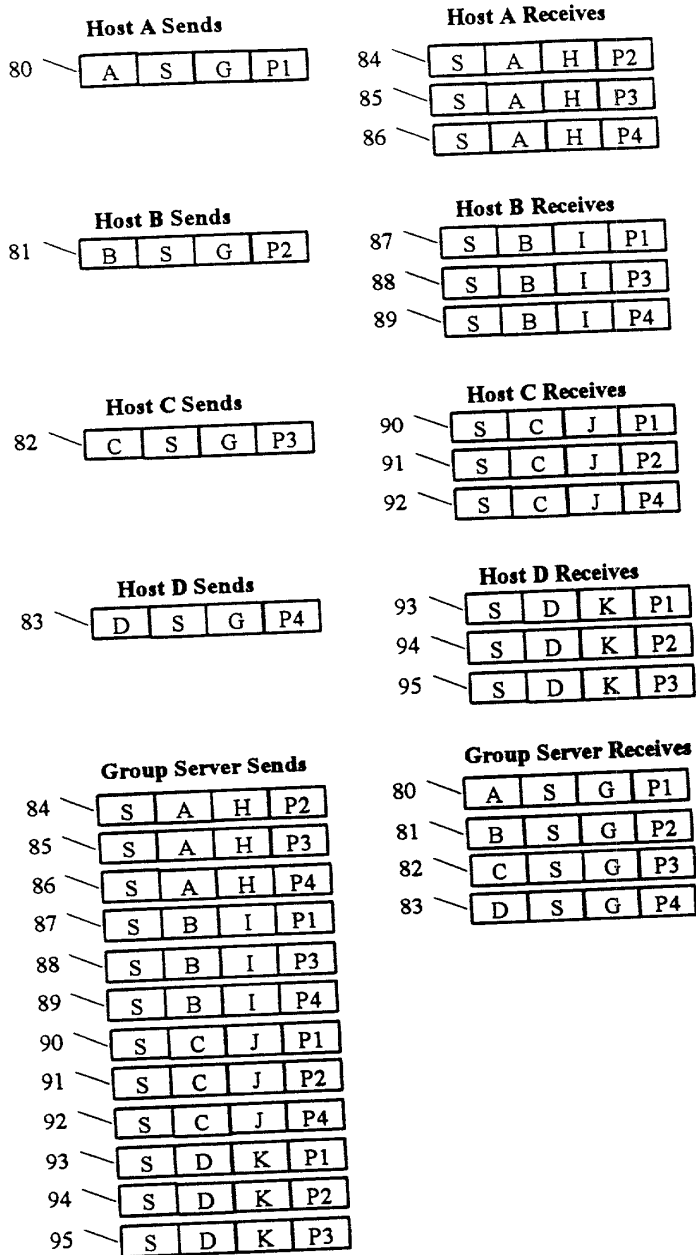 Host A Sends
80 A S G P1
Host A Receives
84 S A H P2
85 S A H P3
86 S A H P4
Host B Sends
81 B S G P2
Host B Receives
87 S B I P1
88 S B I P3
89 S B I P4
Host C Sends
82 C S G P3
Host C Receives
90 S C J P1
91 S C J P2
92 S C J P4
Host D Sends
83 D S G P4
Host D Receives
93 S D K P1
94 S D K P2
95 S D K P3
Group Server Sends
84 S A H P2
85 S A H P3
86 S A H P4
87 S B I P1
88 S B I P3
89 S B I P4
90 S C J P1
91 S C J P2
92 S C J P4
93 S D K P1
94 S D K P2
95 S D K P3
Group Server Receives
80 A S G P1
81 B S G P2
82 C S G P3
83 D S G P4